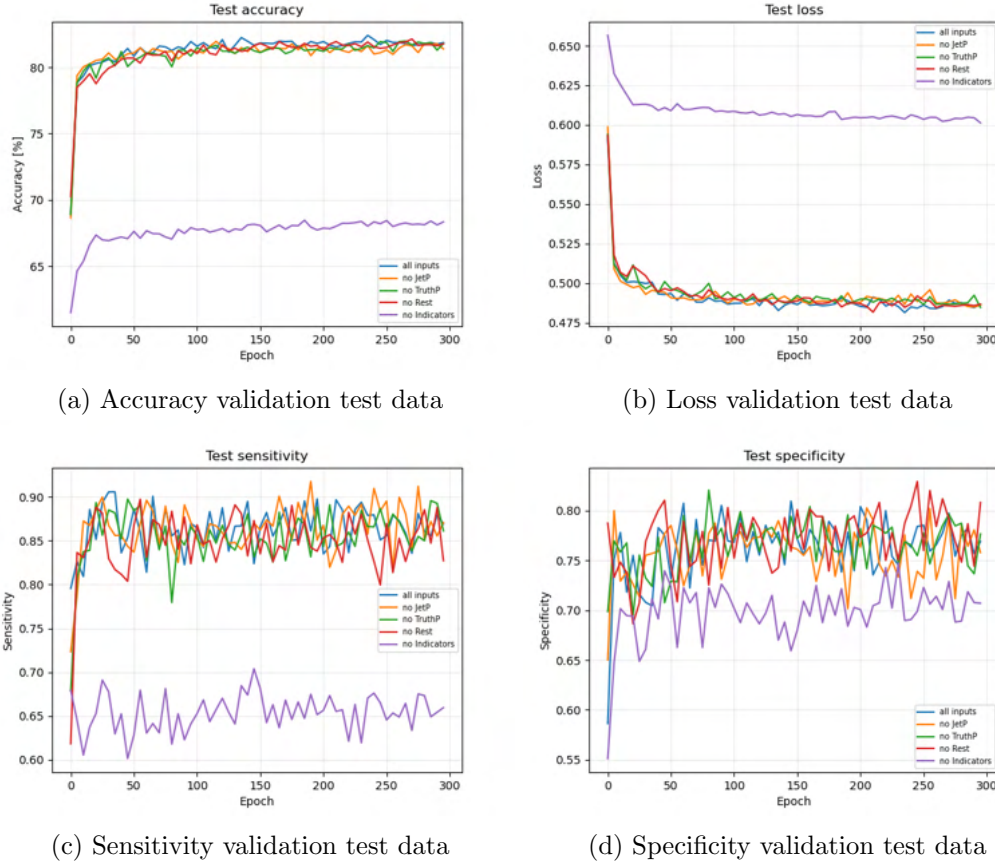 Test accuracy
80
75
70
65
Accuracy [%]
all inputs
no JetP
no TruthP
no Rest
no Indicators
0 50 100 150 200 250 300
Epoch
(a) Accuracy validation test data
Test loss
0.650
0.625
0.600
0.575
0.550
0.525
0.500
0.475
Loss
all inputs
no JetP
no TruthP
no Rest
no Indicators
0 50 100 150 200 250 300
Epoch
(b) Loss validation test data
Test sensitivity
0.90
0.85
0.80
0.75
0.70
0.65
0.60
Sensitivity
all inputs
no JetP
no TruthP
no Rest
no Indicators
0 50 100 150 200 250 300
Epoch
(c) Sensitivity validation test data
Test specificity
0.80
0.75
0.70
0.65
0.60
0.55
Specificity
all inputs
no JetP
no TruthP
no Rest
no Indicators
0 50 100 150 200 250 300
Epoch
(d) Specificity validation test data